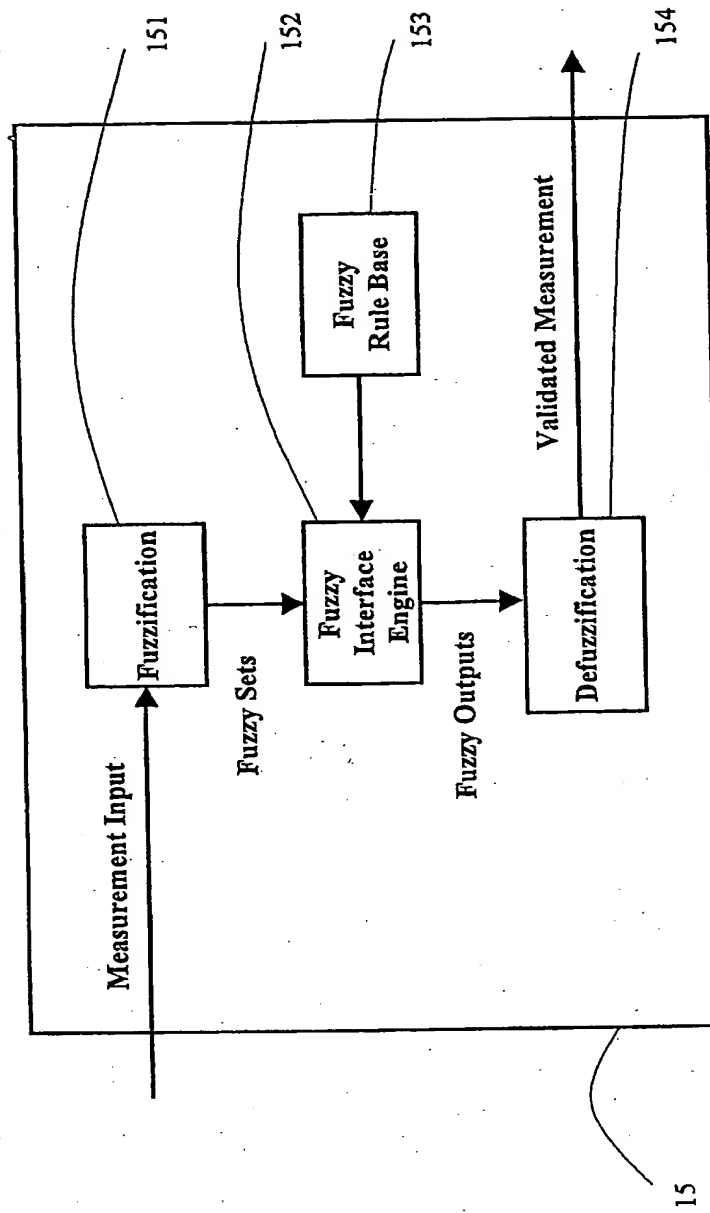 Measurement Input
Fuzzification
151
Fuzzy Sets
Fuzzy
Interface
Engine
152
Fuzzy
Rule Base
153
Fuzzy Outputs
Defuzzification
Validated Measurement
154
15